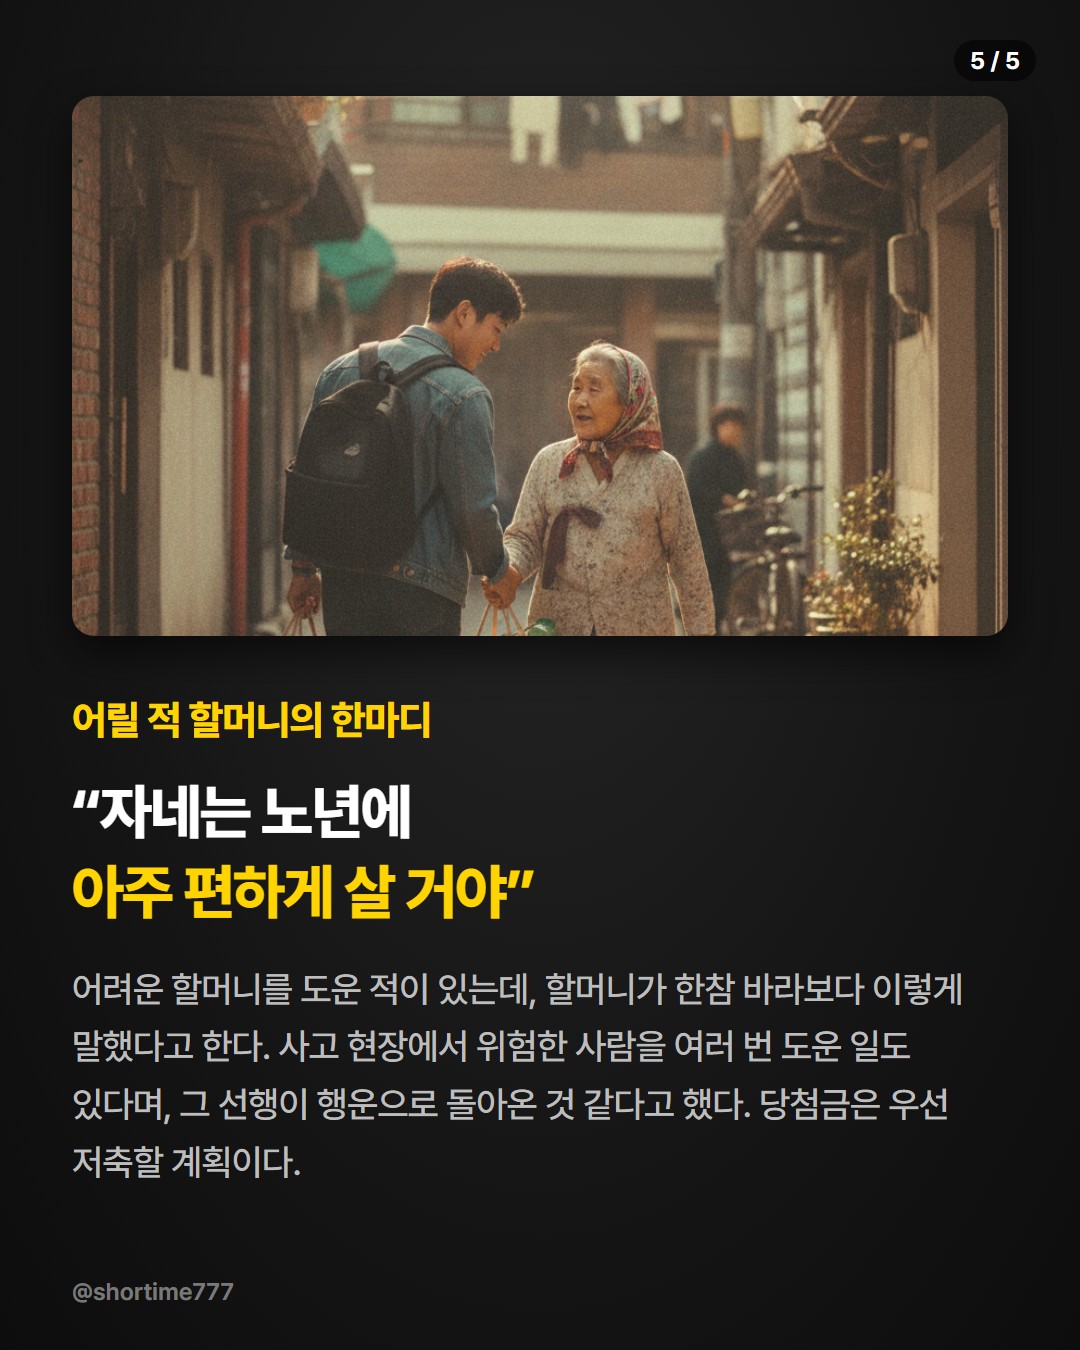 5 / 5
어릴 적 할머니의 한마디
“자네는 노년에
아주 편하게 살 거야”
어려운 할머니를 도운 적이 있는데, 할머니가 한참 바라보다 이렇게
말했다고 한다. 사고 현장에서 위험한 사람을 여러 번 도운 일도
있다며, 그 선행이 행운으로 돌아온 것 같다고 했다. 당첨금은 우선
저축할 계획이다.
@shortime777